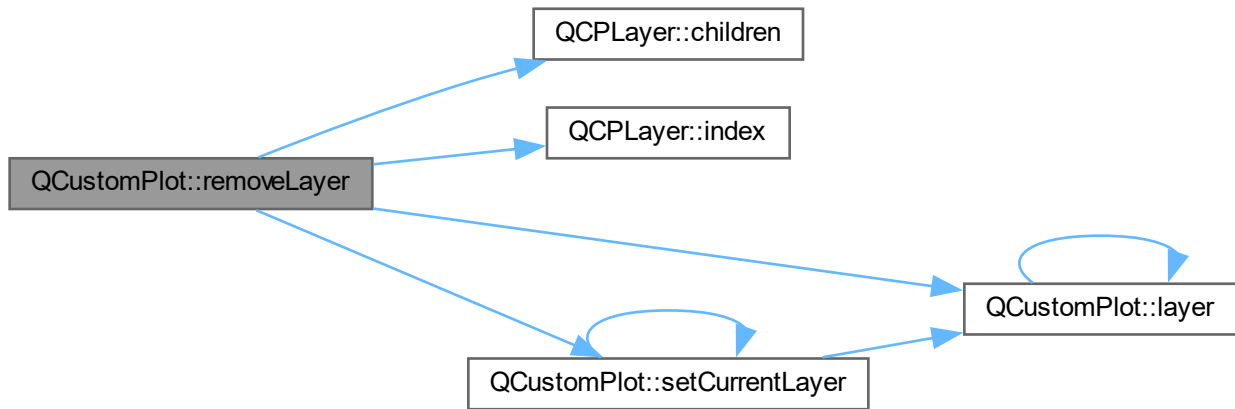 QCPLayer::children
QCPLayer::index
QCustomPlot::removeLayer
QCustomPlot::layer
QCustomPlot::setCurrentLayer